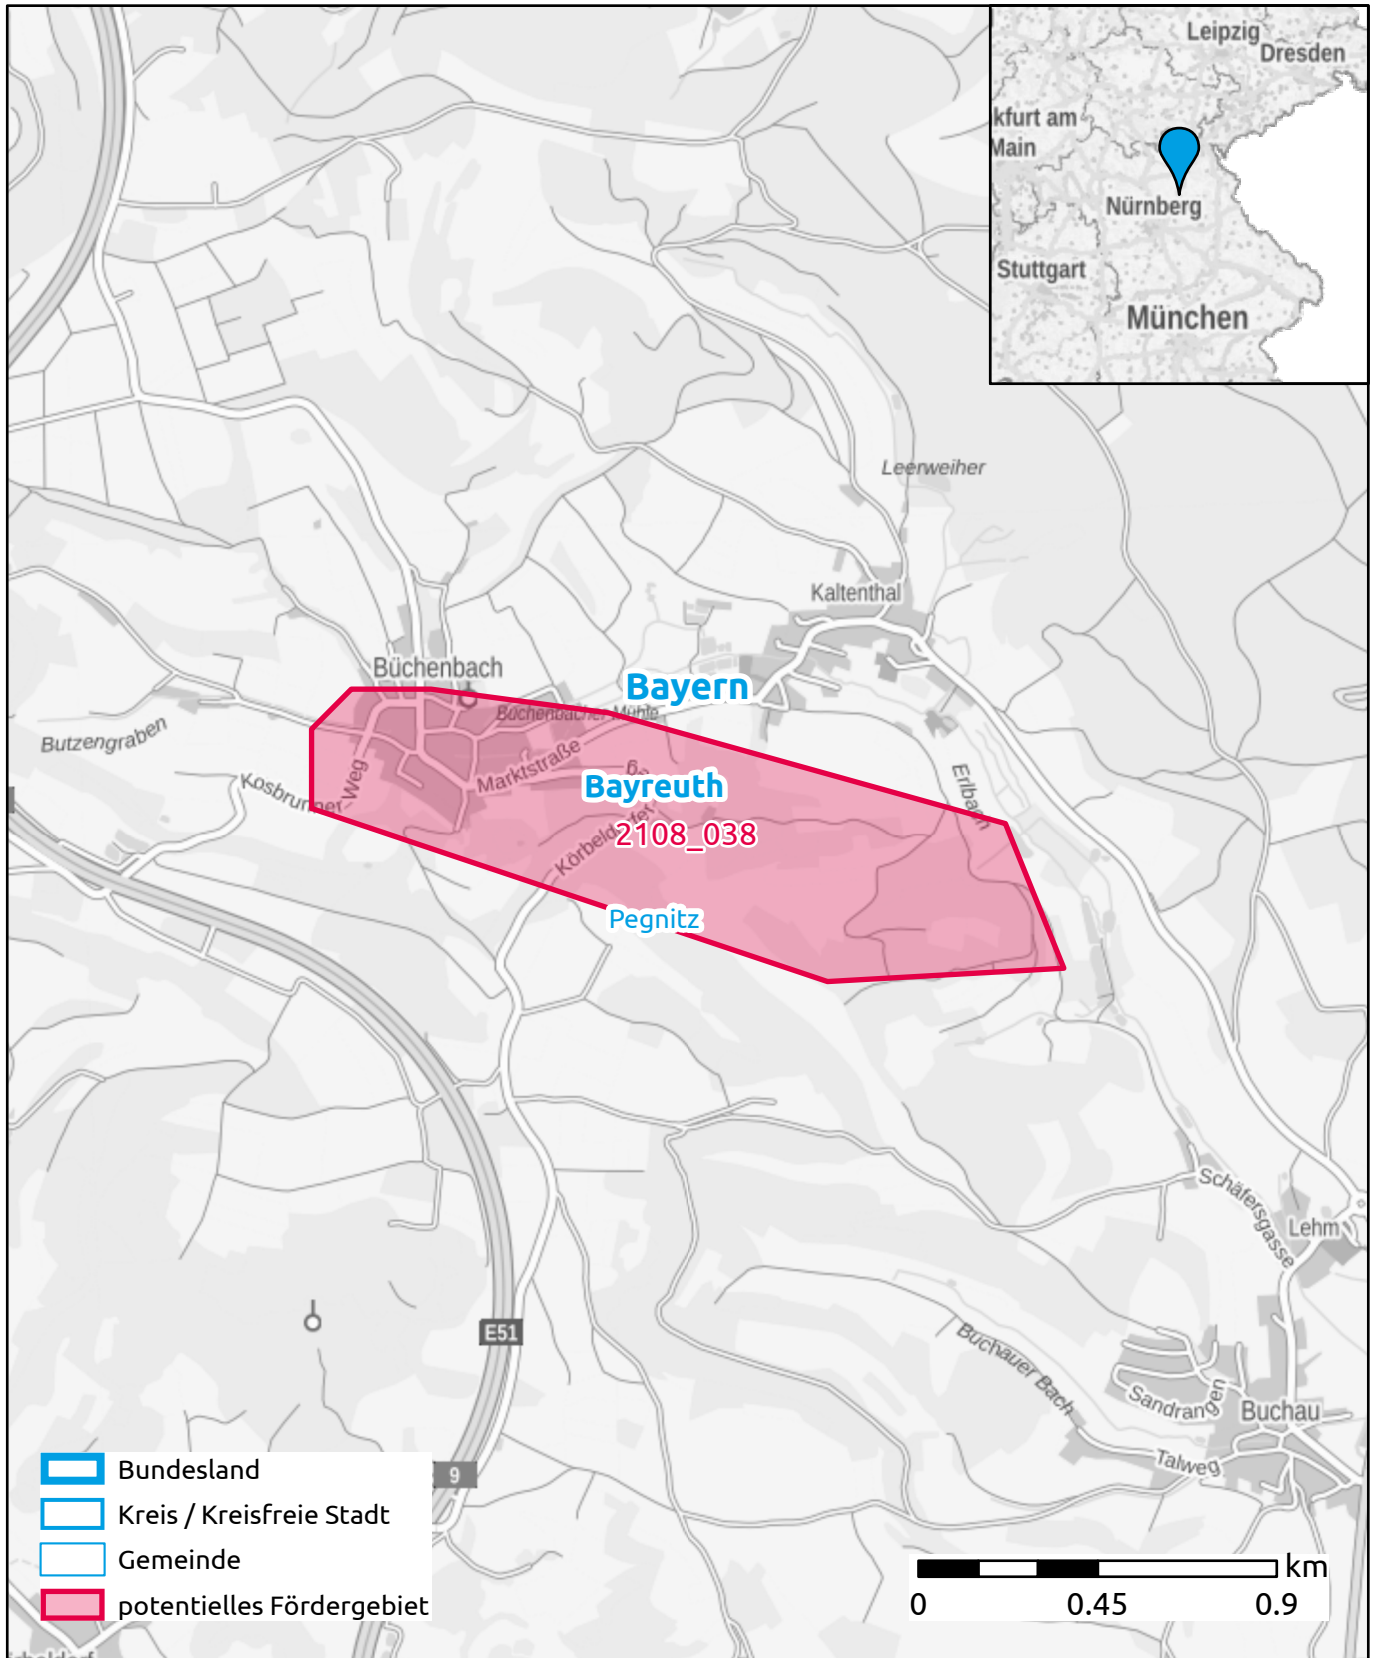 Leipzig
Dresden
kfurt am
Main
Nürnberg
Stuttgart
München
Leerweiher
Kaltenthal
Büchenbach
Bayern
Büchenbacher Mühle
Butzengraben
Marktstraße
Kosbrunner-Weg
Bayreuth
Erlbach
2108_038
Körbeldorfer
Pegnitz
Schäfersgasse
Lehm
E51
Buchauer Bach
Sandrangen
Buchau
Talweg
9
Bundesland
Kreis / Kreisfreie Stadt
Gemeinde
potentielles Fördergebiet
km
0 0.45 0.9